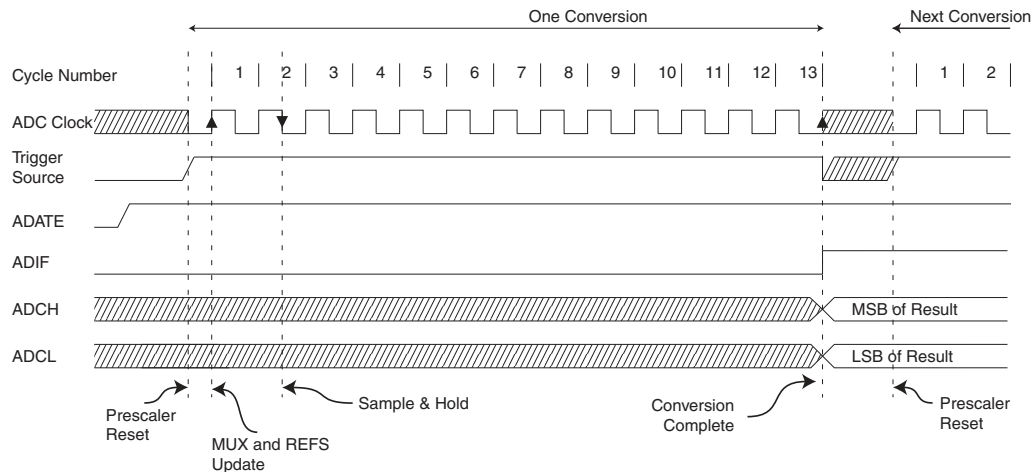 One Conversion
Next Conversion
Cycle Number
1 2 3 4 5 6 7 8 9 10 11 12 13 1 2
ADC Clock
Trigger
Source
ADATE
ADIF
ADCH
MSB of Result
ADCL
LSB of Result
Prescaler
Reset
MUX and REFS
Update
Sample & Hold
Conversion
Complete
Prescaler
Reset